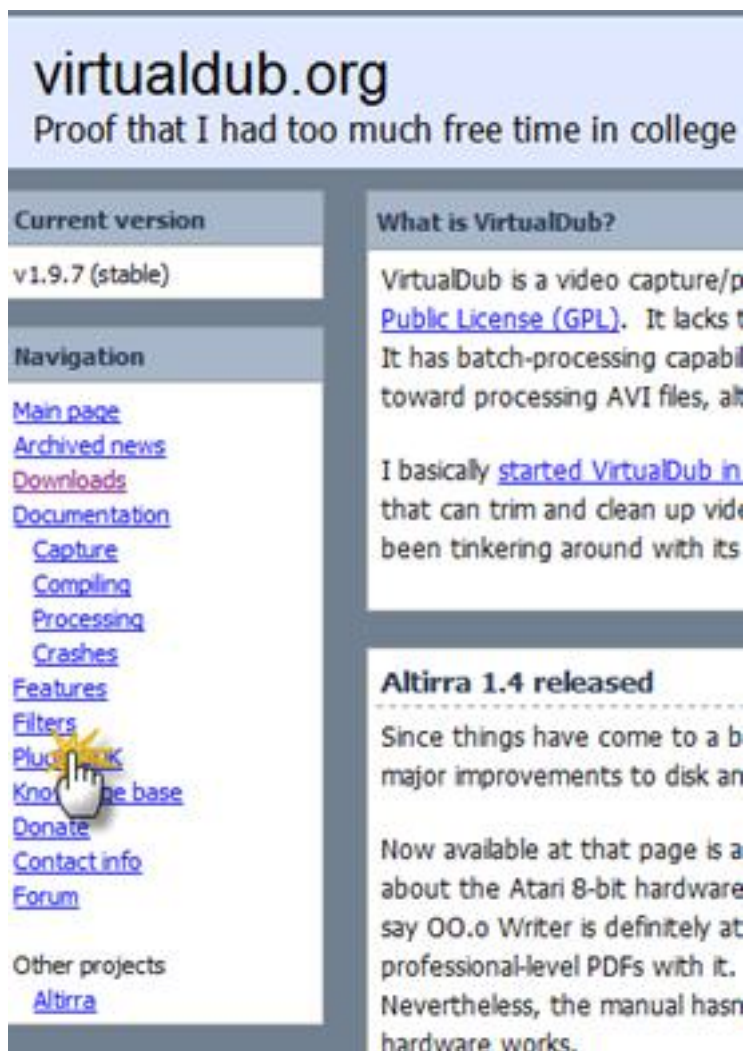 virtualdub.org
Proof that I had too much free time in college
Current version
v1.9.7 (stable)
Navigation
Main page
Archived news
Downloads
Documentation
Capture
Compiling
Processing
Crashes
Features
Filters
base
Donate
Contact info
Forum
Other projects
Altirra
What is VirtualDub?
VirtualDub is a video capture/p
Public License (GPL). It lacks t
It has batch-processing capabil
toward processing AVI files, alt
I basically started VirtualDub in
that can trim and clean up vide
been tinkering around with its
Altirra 1.4 released
Since things have come to a b
major improvements to disk an
Now available at that page is a
about the Atari 8-bit hardware
say OO.o Writer is definitely at
professional-level PDFs with it.
Nevertheless, the manual hasn
hardware works.